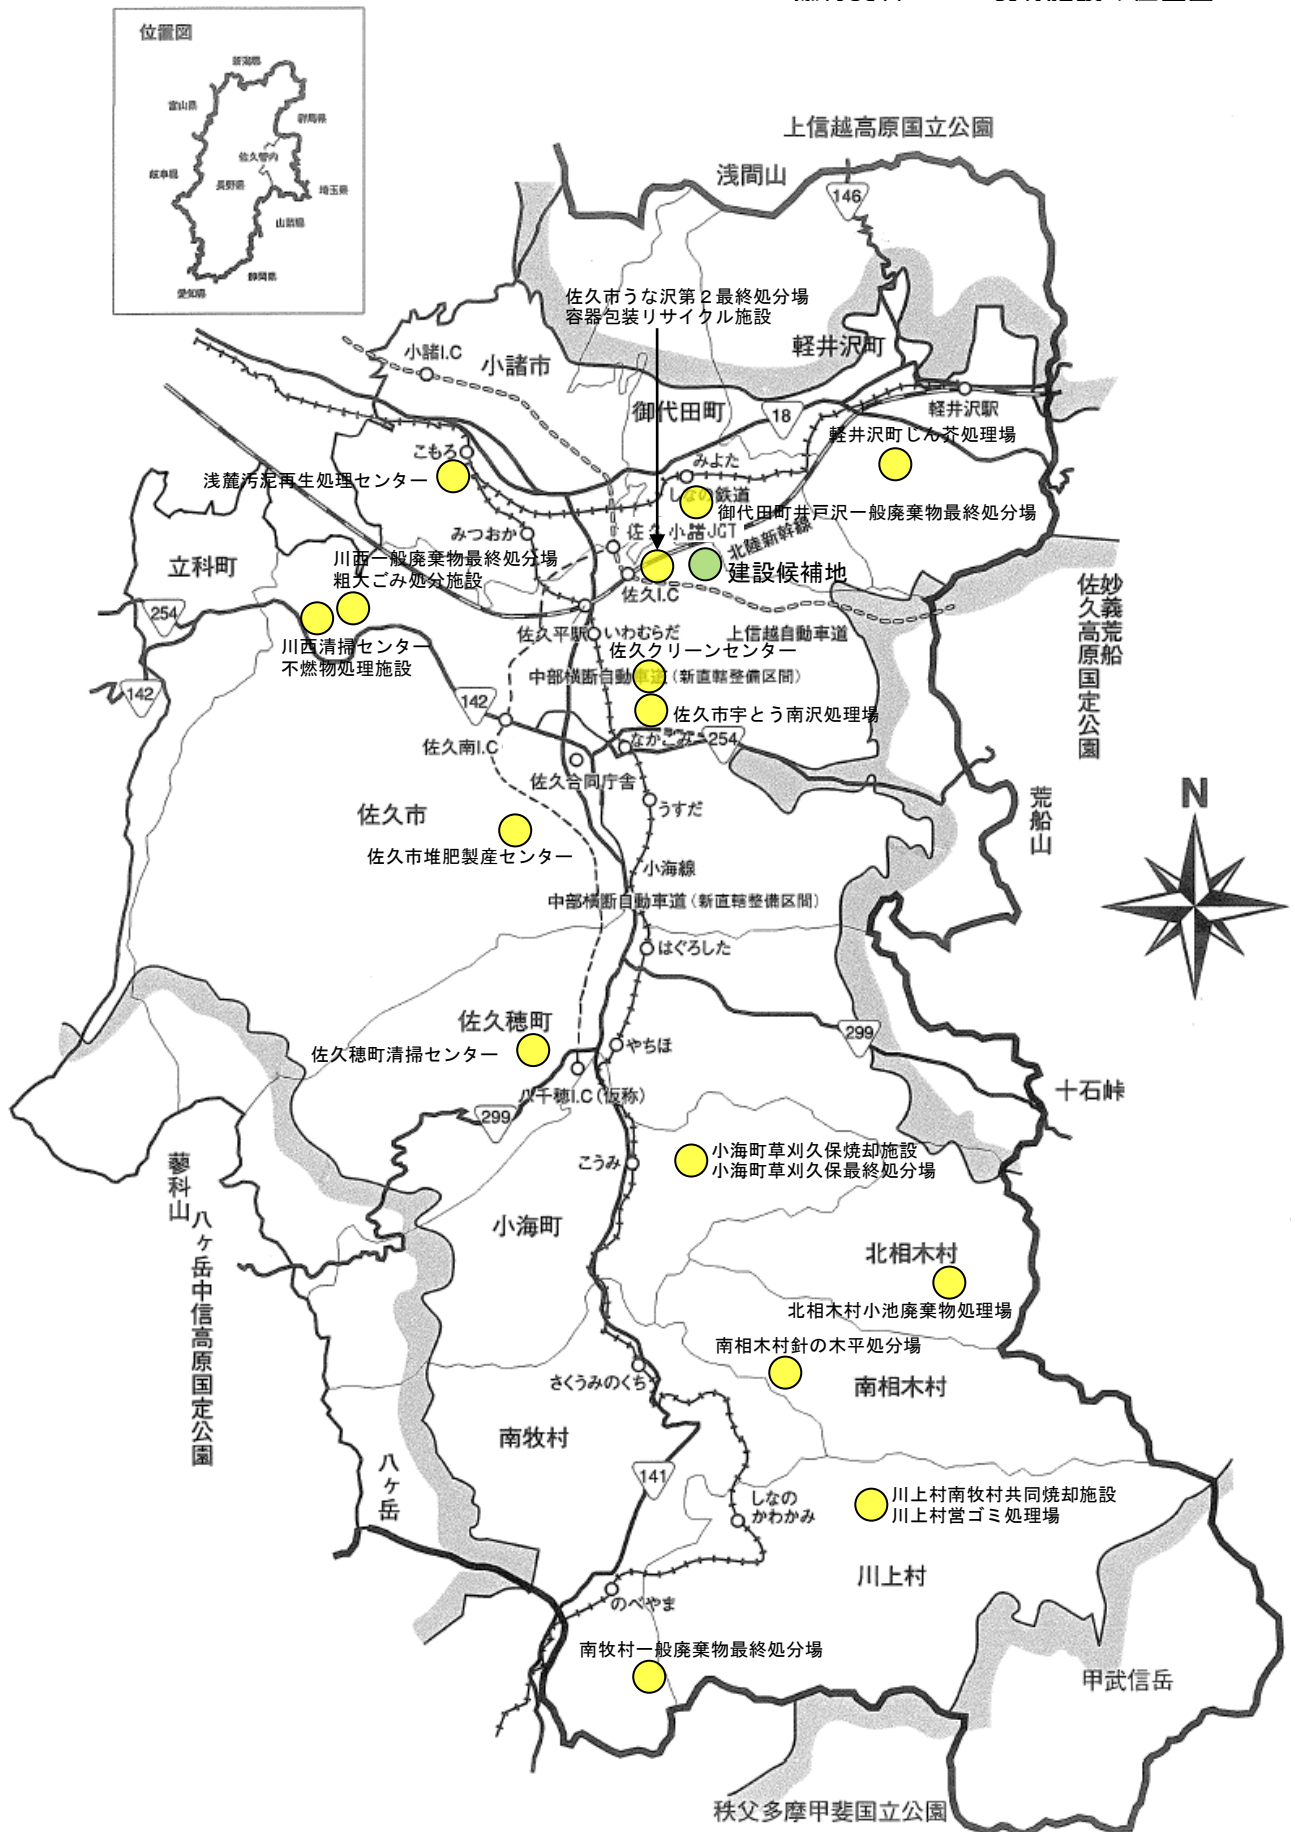 位置図
新潟県
富山県
群馬県
佐久管内
岐阜県
長野県
埼玉県
山梨県
静岡県
愛知県
上信越高原国立公園
浅間山
146
佐久市うな沢第2最終処分場
容器包装リサイクル施設
軽井沢町
小諸I.C
小諸市
御代田町
18
軽井沢駅
軽井沢町じん芥処理場
こもろ
みよた
浅麓汚泥再生処理センター
しなの鉄道
御代田町井戸沢一般廃棄物最終処分場
みつおか
佐久小諸JCT
北陸新幹線
川西一般廃棄物最終処分場
粗大ごみ処分施設
立科町
建設候補地
佐久I.C
254
妙義荒船
佐久高原国定公園
佐久平駅
いわむらだ
上信越自動車道
川西清掃センター
不燃物処理施設
佐久クリーンセンター
中部横断自動車道(新直轄整備区間)
142
142
佐久市宇とう南沢処理場
佐久南I.C
なかごみ
254
佐久合同庁舎
荒船山
N
うすだ
佐久市
佐久市堆肥製産センター
小海線
中部横断自動車道(新直轄整備区間)
はぐろした
佐久穂町
299
佐久穂町清掃センター
やちほ
八千穂I.C(仮称)
十石峠
299
蓼科山
こうみ
小海町草刈久保焼却施設
小海町草刈久保最終処分場
八ヶ岳中信高原国定公園
小海町
北相木村
北相木村小池廃棄物処理場
南相木村針の木平処分場
さくうみのくち
南相木村
南牧村
八ヶ岳
141
しなの
かわかみ
川上村南牧村共同焼却施設
川上村営ゴミ処理場
川上村
のべやま
南牧村一般廃棄物最終処分場
甲武信岳
秩父多摩甲斐国立公園